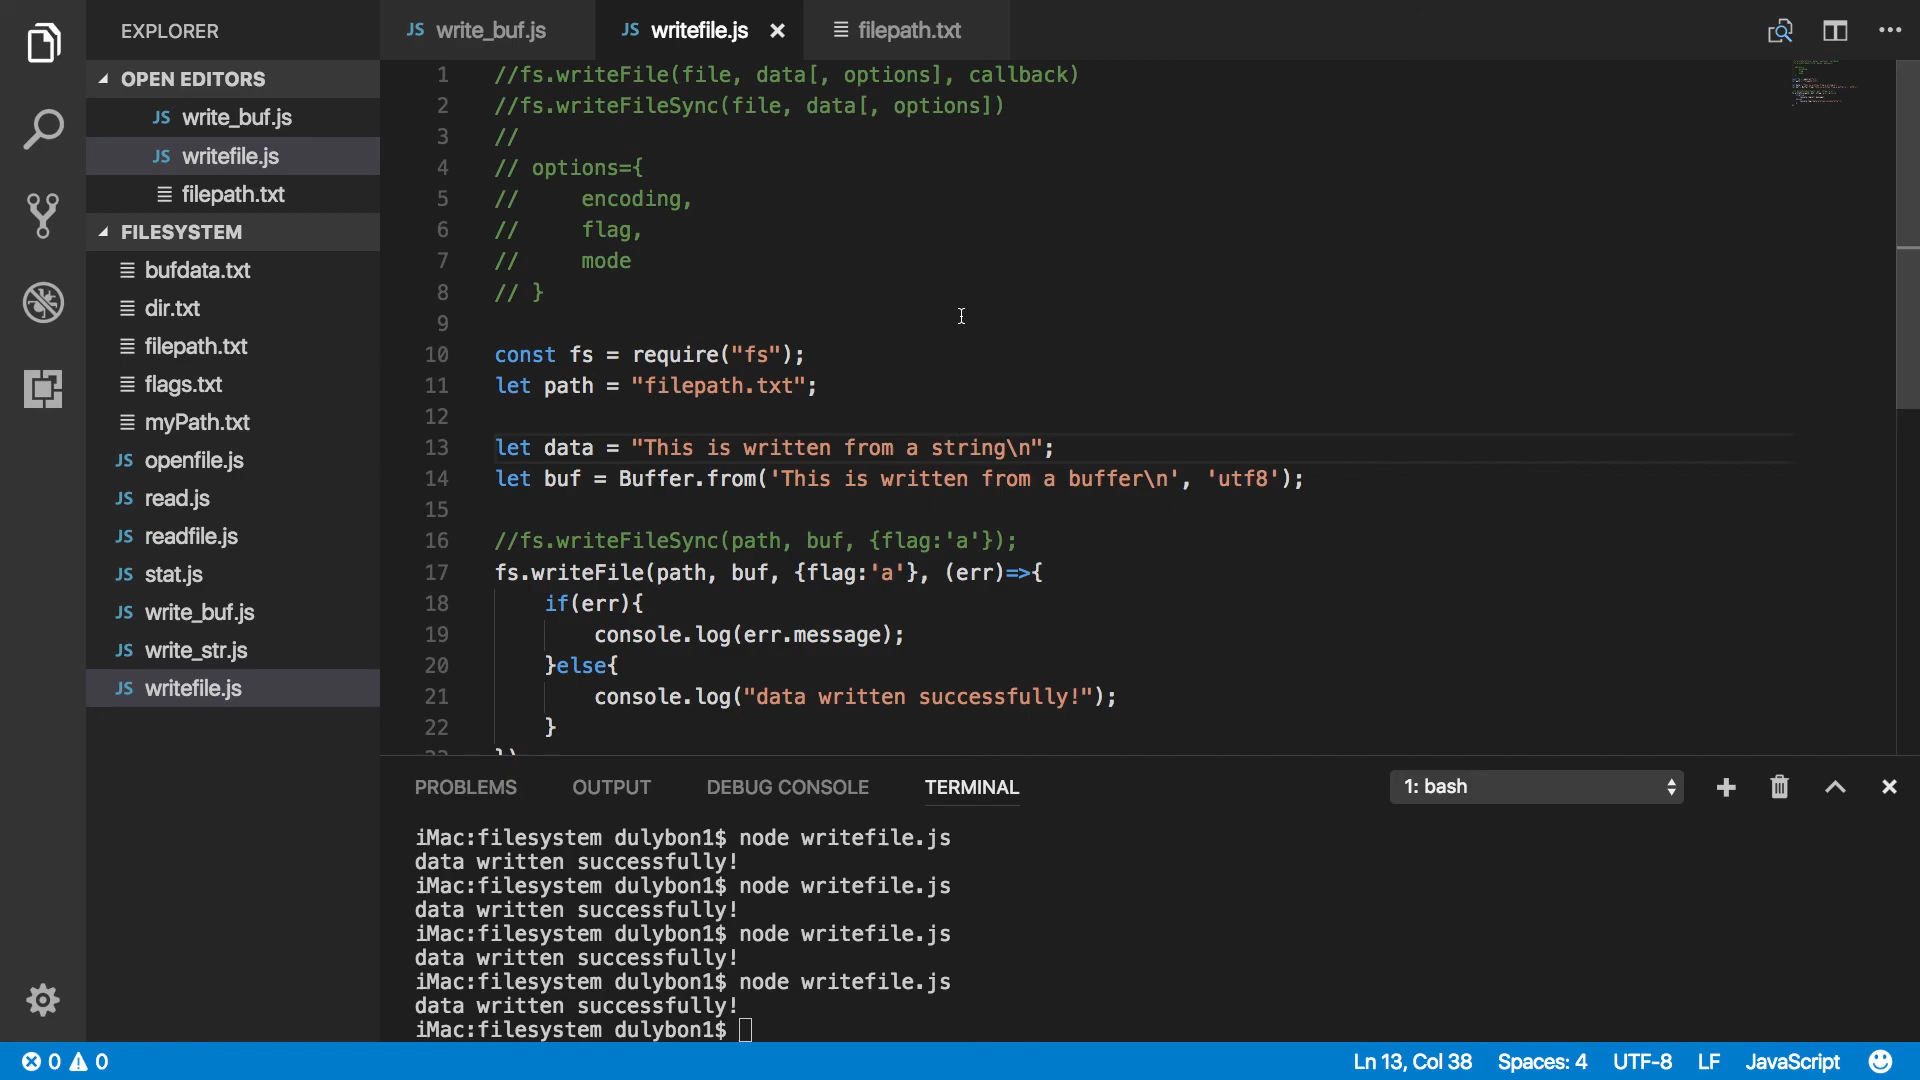 EXPLORER
OPEN EDITORS
JS write_buf.js
JS writefile.js
filepath.txt
FILESYSTEM
bufdata.txt
dir.txt
filepath.txt
flags.txt
myPath.txt
JS openfile.js
JS read.js
JS readfile.js
JS stat.js
JS write_buf.js
JS write_str.js
JS writefile.js
JS write_buf.js
JS writefile.js
filepath.txt
1 //fs.writeFile(file, data[, options], callback)
2 //fs.writeFileSync(file, data[, options])
3 //
4 // options={
5 //     encoding,
6 //     flag,
7 //     mode
8 // }
9
10 const fs = require("fs");
11 let path = "filepath.txt";
12
13 let data = "This is written from a string\n";
14 let buf = Buffer.from('This is written from a buffer\n', 'utf8');
15
16 //fs.writeFileSync(path, buf, {flag:'a'});
17 fs.writeFile(path, buf, {flag:'a'}, (err)=>{
18     if(err){
19         console.log(err.message);
20     }else{
21         console.log("data written successfully!");
22     }
PROBLEMS
OUTPUT
DEBUG CONSOLE
TERMINAL
1: bash
iMac:filesystem dulybon1$ node writefile.js
data written successfully!
iMac:filesystem dulybon1$ node writefile.js
data written successfully!
iMac:filesystem dulybon1$ node writefile.js
data written successfully!
iMac:filesystem dulybon1$ node writefile.js
data written successfully!
iMac:filesystem dulybon1$
0 0
Ln 13, Col 38
Spaces: 4
UTF-8
LF
JavaScript